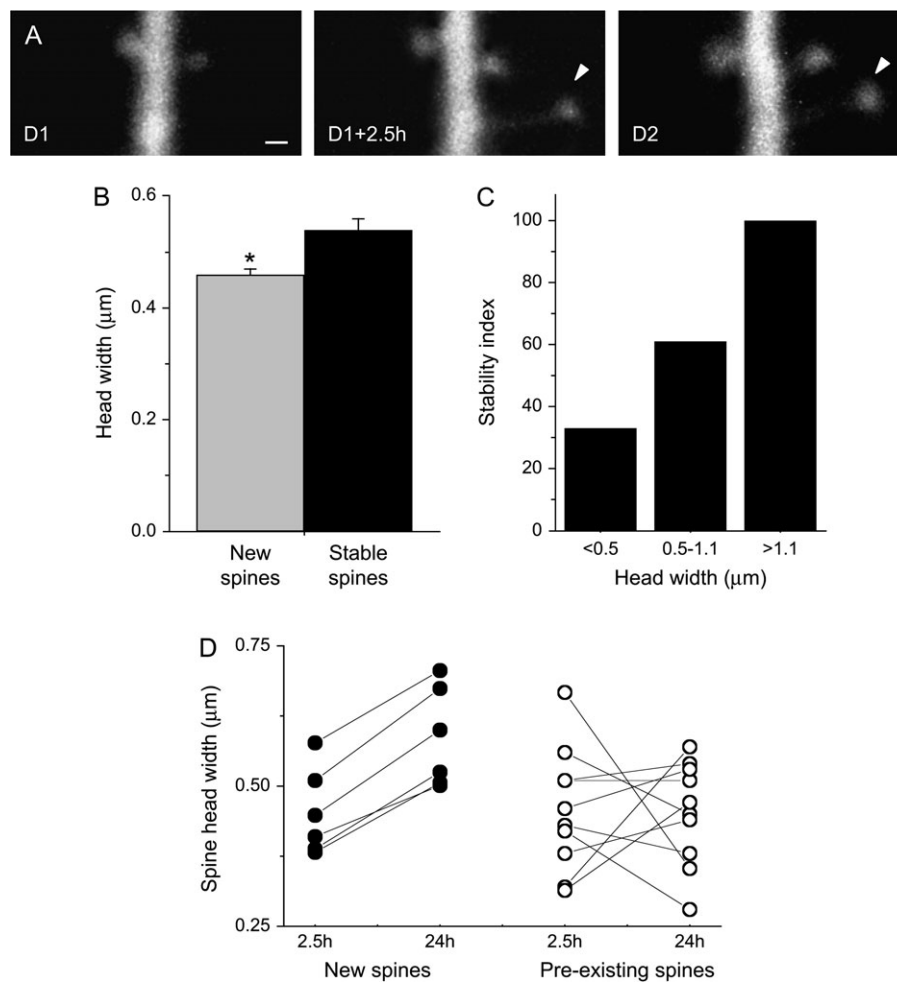 A
D1
D1+2.5h
D2
B
Head width (μm)
0.6
0.4
0.2
0.0
*
New spines
Stable spines
C
Stability index
100
80
60
40
20
0
<0.5
0.5-1.1
>1.1
Head width (μm)
D
Spine head width (μm)
0.75
0.50
0.25
2.5h
24h
2.5h
24h
New spines
Pre-existing spines